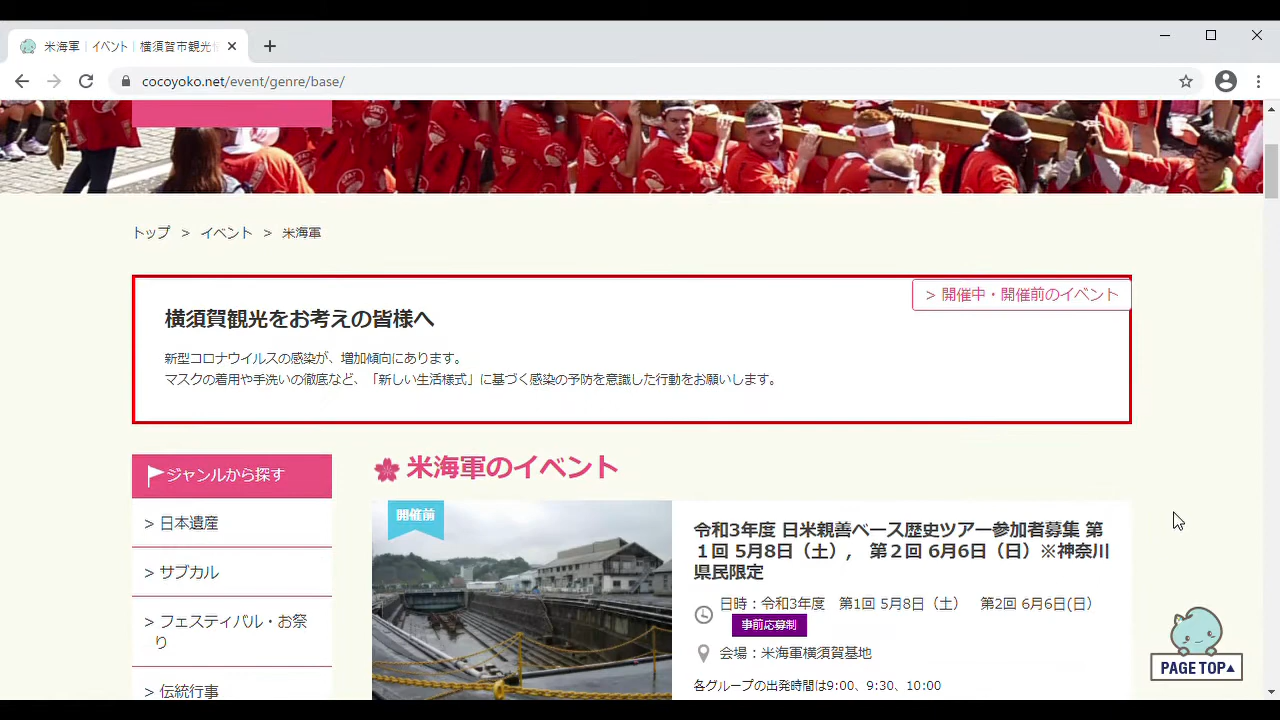 米海軍｜イベント｜横須賀市観光情
cocoyoko.net/event/genre/base/
トップ > イベント > 米海軍
> 開催中・開催前のイベント
横須賀観光をお考えの皆様へ
新型コロナウイルスの感染が、増加傾向にあります。
マスクの着用や手洗いの徹底など、「新しい生活様式」に基づく感染の予防を意識した行動をお願いします。
ジャンルから探す
> 日本遺産
> サブカル
> フェスティバル・お祭
り
> 伝統行事
米海軍のイベント
開催前
令和3年度 日米親善ベース歴史ツアー参加者募集 第
１回 5月8日（土）,　第２回 6月6日（日）※神奈川
県民限定
日時：令和3年度　第1回 5月8日（土）　第2回 6月6日(日）
事前応募制
会場：米海軍横須賀基地
各グループの出発時間は9:00、9:30、10:00
PAGE TOP▲